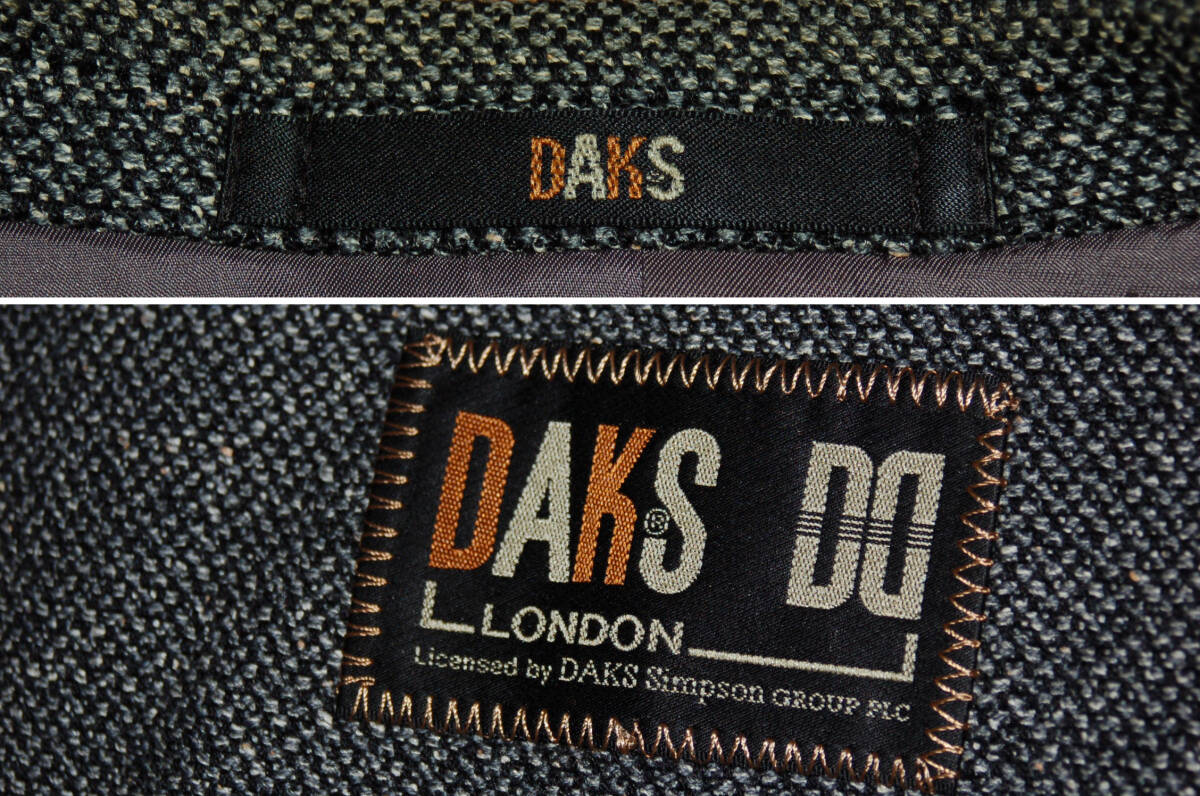 DAKS
DAKS® DD
LONDON
Licensed by DAKS Simpson GROUP PLC